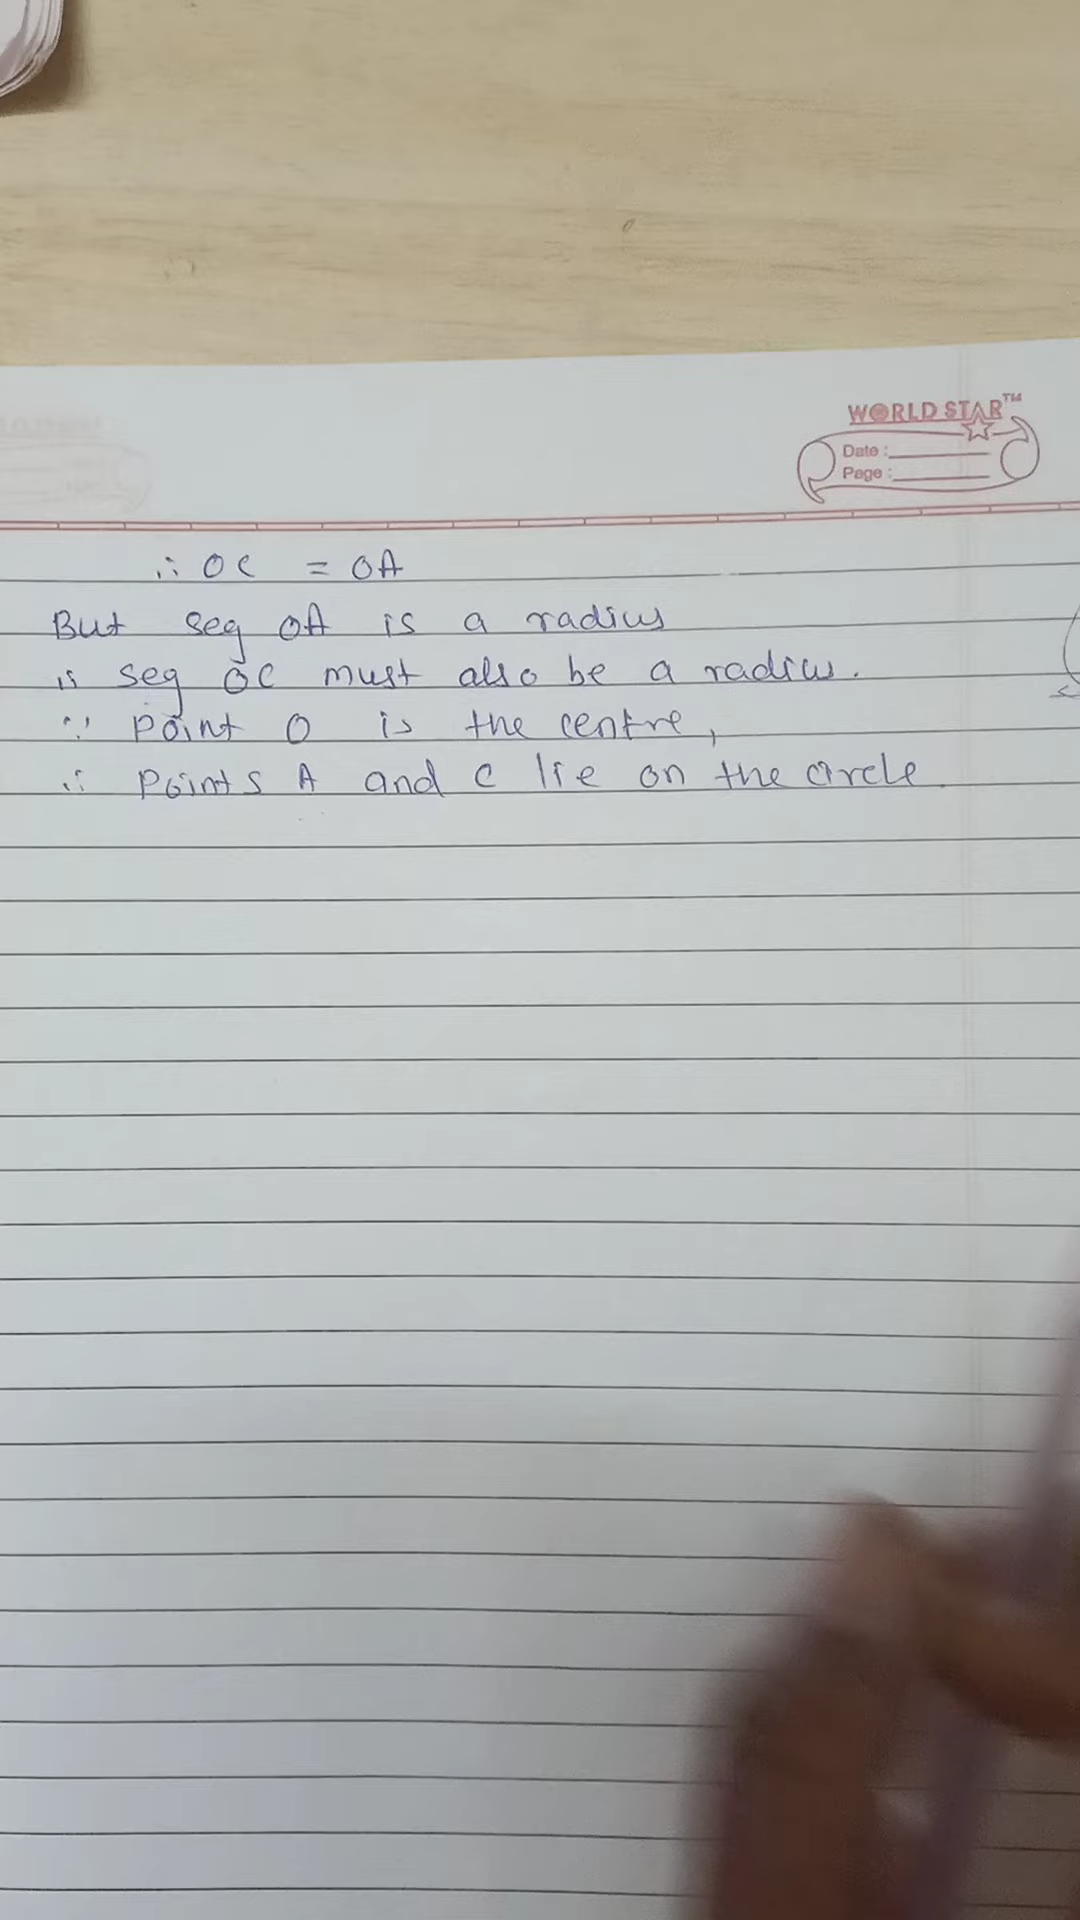 WORLD STAR™
Date :
Page :
∴ OC = OA
But seg OA is a radius
is seg OC must also be a radius.
∵ point O is the centre,
∴ Points A and C lie on the circle.